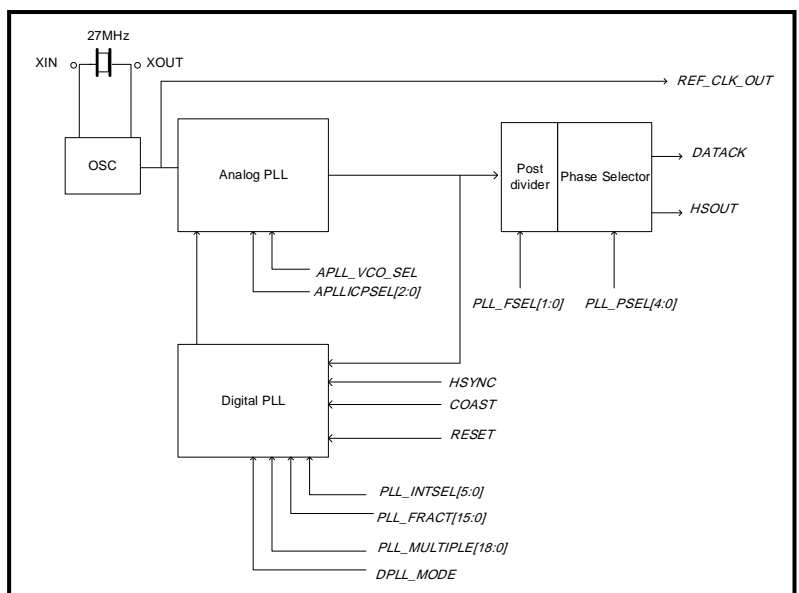 27MHz
XIN
XOUT
REF_CLK_OUT
OSC
Analog PLL
Post
divider
Phase Selector
DATACK
HSOUT
APLL_VCO_SEL
APLLICPSEL[2:0]
PLL_FSEL[1:0]
PLL_PSEL[4:0]
Digital PLL
HSYNC
COAST
RESET
PLL_INTSEL[5:0]
PLL_FRACT[15:0]
PLL_MULTIPLE[18:0]
DPLL_MODE